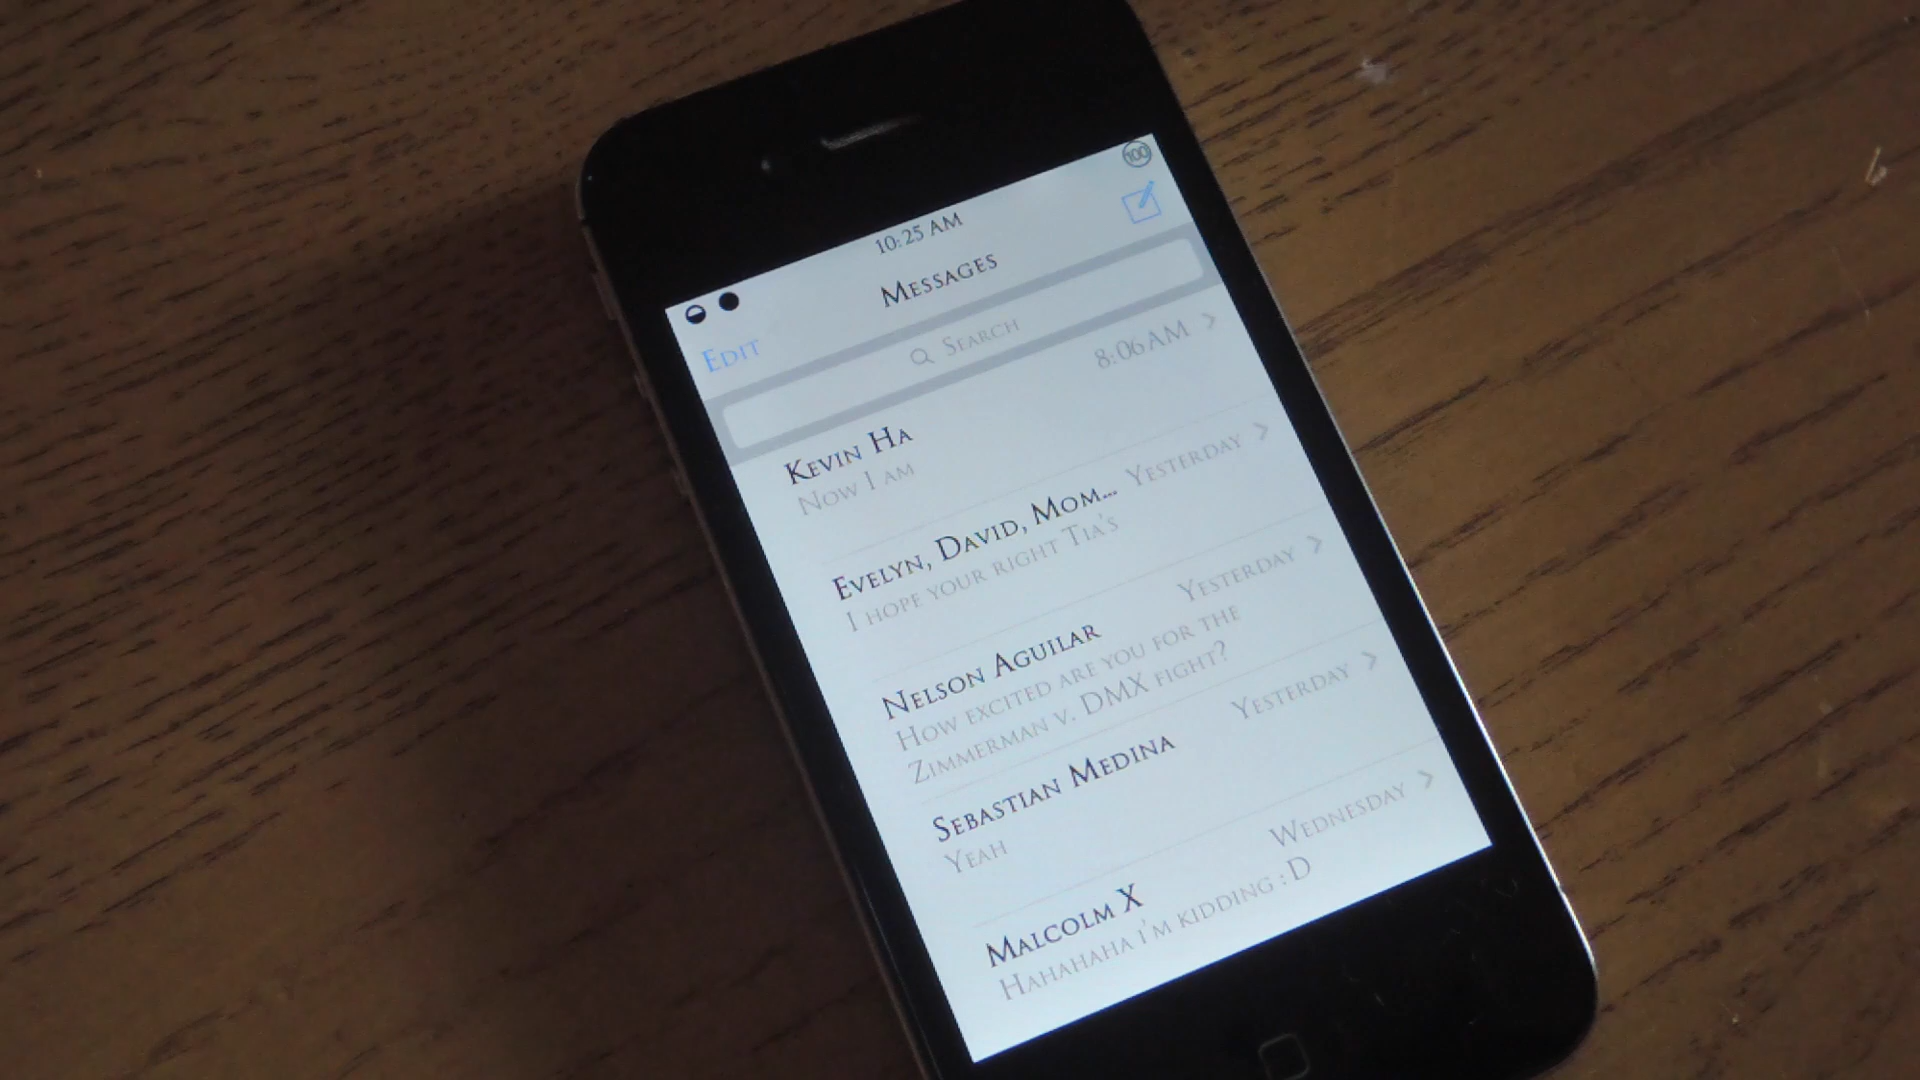 100
10:25 AM
Edit
Messages
Search
Kevin Ha
8:06 AM
Now I am
Evelyn, David, Mom...
Yesterday
I hope your right Tia's
Nelson Aguilar
Yesterday
How excited are you for the
Zimmerman v. DMX fight?
Sebastian Medina
Yesterday
Yeah
Malcolm X
Wednesday
Hahahaha i'm kidding :D